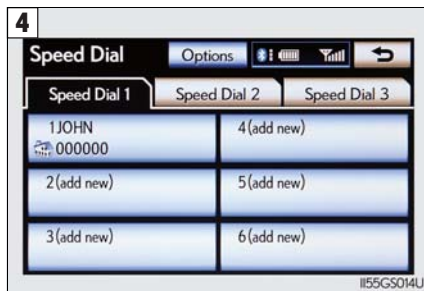 4
Speed Dial Options
Speed Dial 1 Speed Dial 2 Speed Dial 3
1JOHN 4(add new)
000000
2(add new) 5(add new)
3(add new) 6(add new)
II55GS014U